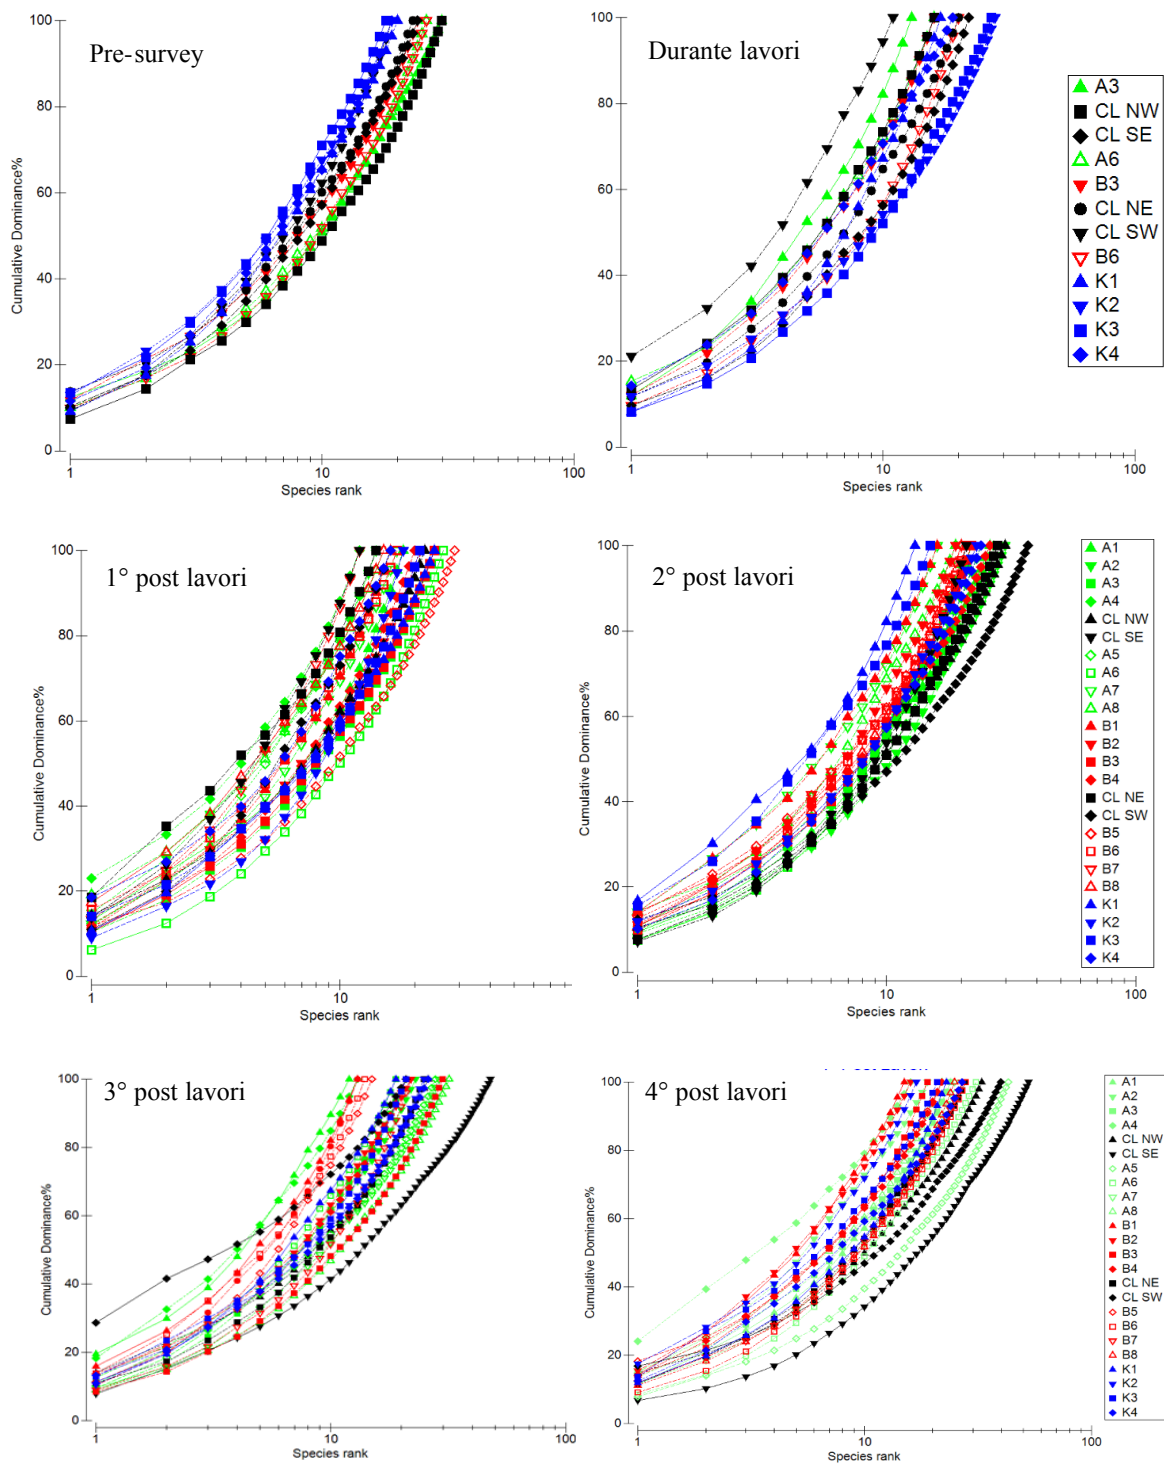 Pre-survey
100
80
60
40
20
0
Cumulative Dominance%
1
10
100
Species rank
Durante lavori
100
80
60
40
20
0
Cumulative Dominance%
1
10
100
Species rank
A3
CL NW
CL SE
A6
B3
CL NE
CL SW
B6
K1
K2
K3
K4
1° post lavori
100
80
60
40
20
0
Cumulative Dominance%
1
10
Species rank
2° post lavori
100
80
60
40
20
0
Cumulative Dominance%
1
10
100
Species rank
A1
A2
A3
A4
CL NW
CL SE
A5
A6
A7
A8
B1
B2
B3
B4
CL NE
CL SW
B5
B6
B7
B8
K1
K2
K3
K4
3° post lavori
100
80
60
40
20
0
Cumulative Dominance%
1
10
100
Species rank
4° post lavori
100
80
60
40
20
0
Cumulative Dominance%
1
10
100
Species rank
A1
A2
A3
A4
CL NW
CL SE
A5
A6
A7
A8
B1
B2
B3
B4
CL NE
CL SW
B5
B6
B7
B8
K1
K2
K3
K4